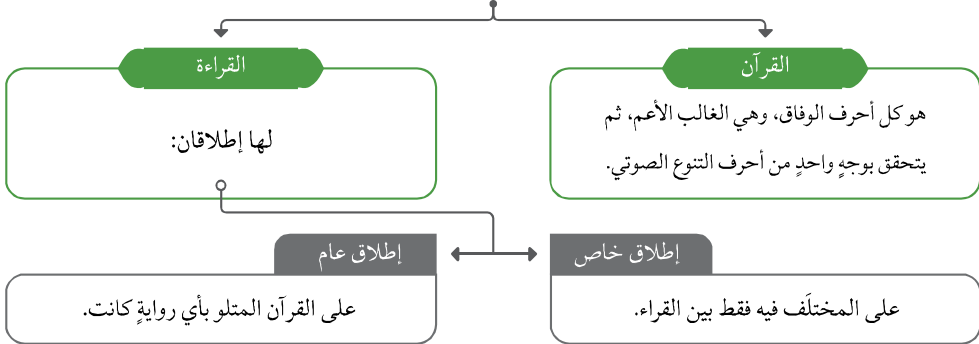 القرآن
هو كل أحرف الوفاق، وهي الغالب الأعم، ثم
يتحقق بوجهٍ واحدٍ من أحرف التنوع الصوتي.
القراءة
لها إطلاقان:
إطلاق خاص
على المختلَف فيه فقط بين القراء.
إطلاق عام
على القرآن المتلو بأي روايةٍ كانت.